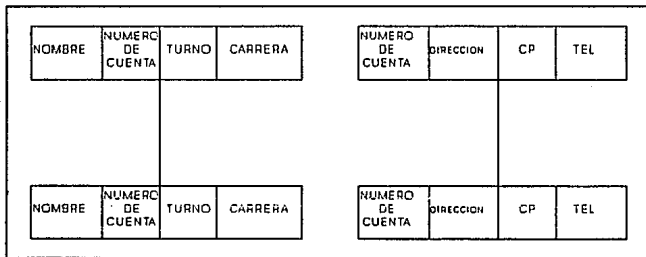 NOMBRE
NUMERO
DE
CUENTA
TURNO
CARRERA
NUMERO
DE
CUENTA
DIRECCION
CP
TEL
NOMBRE
NUMERO
DE
CUENTA
TURNO
CARRERA
NUMERO
DE
CUENTA
DIRECCION
CP
TEL